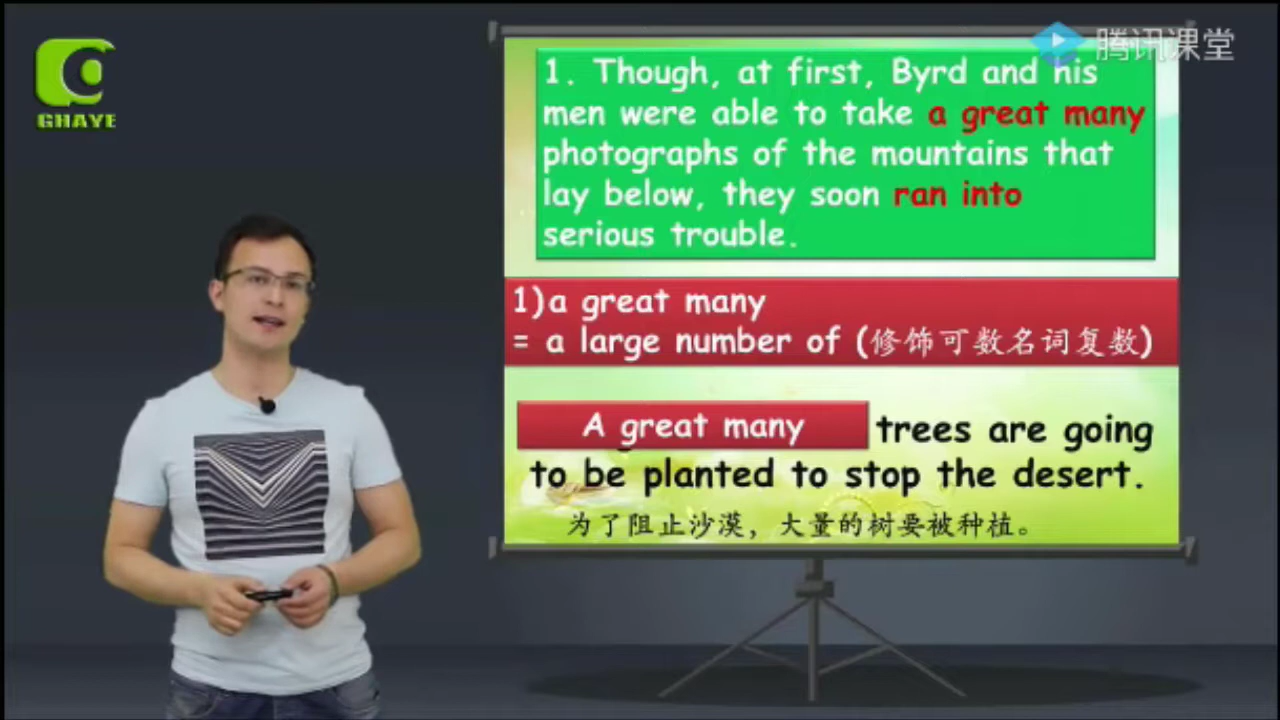 GHAYE
腾讯课堂
1. Though, at first, Byrd and his
men were able to take a great many
photographs of the mountains that
lay below, they soon ran into
serious trouble.
1)a great many
= a large number of (修饰可数名词复数)
A great many trees are going
to be planted to stop the desert.
为了阻止沙漠，大量的树要被种植。